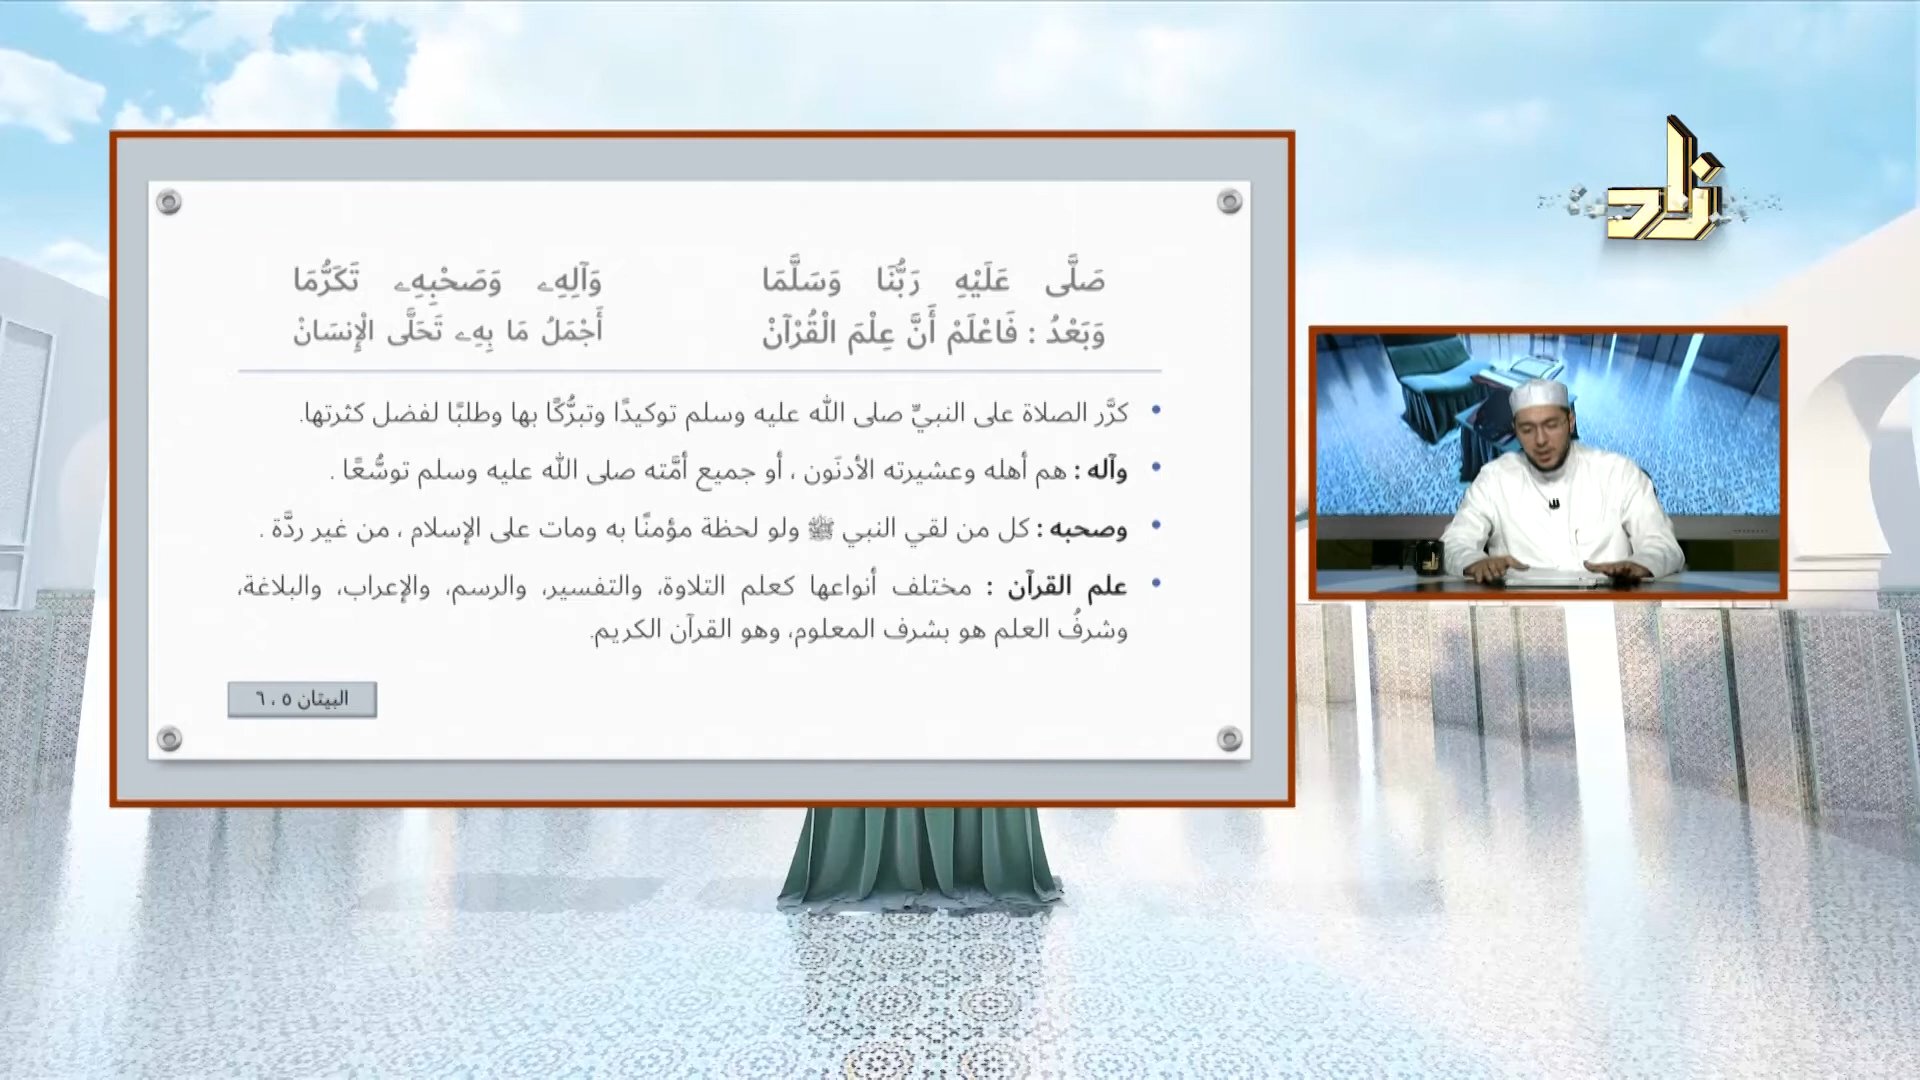 زاد
صَلَّى عَلَيْهِ رَبُّنَا وَسَلَّمَا وَآلِهِۦ وَصَحْبِهِۦ تَكَرُّمَا
وَبَعْدُ : فَاعْلَمْ أَنَّ عِلْمَ الْقُرْآنْ أَجْمَلُ مَا بِهِۦ تَحَلَّى الْإِنسَانْ
• كرَّر الصلاة على النبيِّ صلى الله عليه وسلم توكيدًا وتبرُّكًا بها وطلبًا لفضل كثرتها.
• وآله : هم أهله وعشيرته الأدنَون ، أو جميع أمَّته صلى الله عليه وسلم توسُّعًا .
• وصحبه : كل من لقي النبي ﷺ ولو لحظة مؤمنًا به ومات على الإسلام ، من غير ردَّة .
• علم القرآن : مختلف أنواعها كعلم التلاوة، والتفسير، والرسم، والإعراب، والبلاغة،
وشرفُ العلم هو بشرف المعلوم، وهو القرآن الكريم.
البيتان ٥ ، ٦